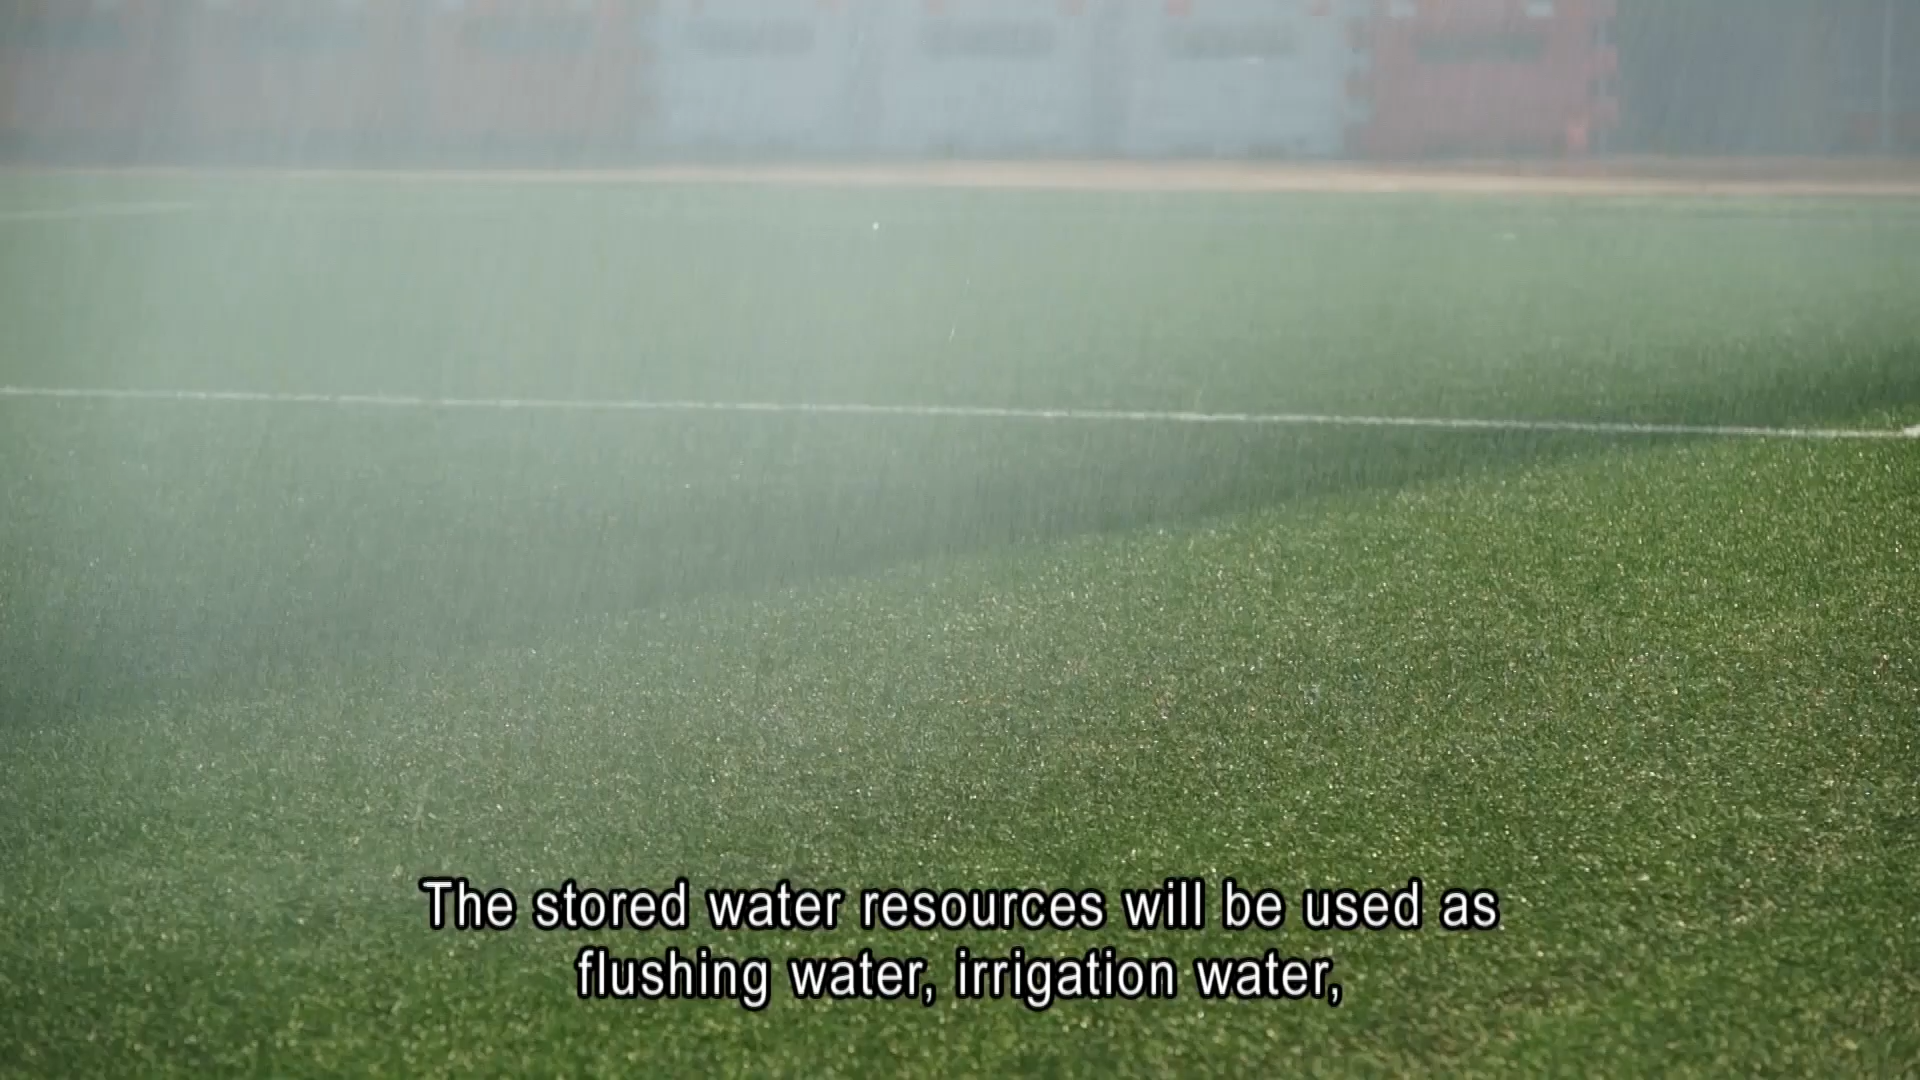 The stored water resources will be used as
flushing water, irrigation water,